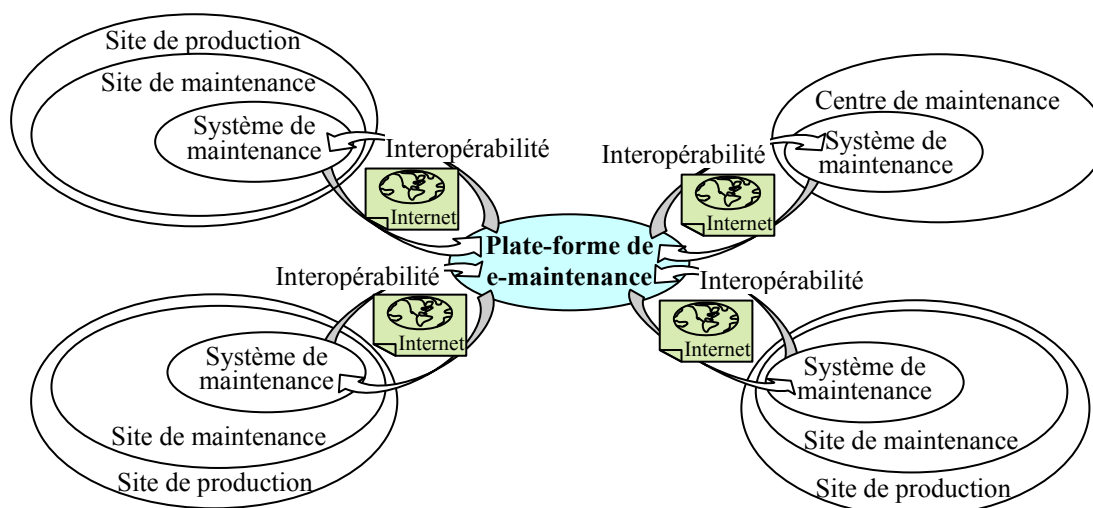 Site de production
Site de maintenance
Système de
maintenance
Interopérabilité
Internet
Centre de maintenance
Système de
maintenance
Interopérabilité
Internet
Plate-forme de
e-maintenance
Interopérabilité
Internet
Système de
maintenance
Site de maintenance
Site de production
Interopérabilité
Internet
Système de
maintenance
Site de maintenance
Site de production